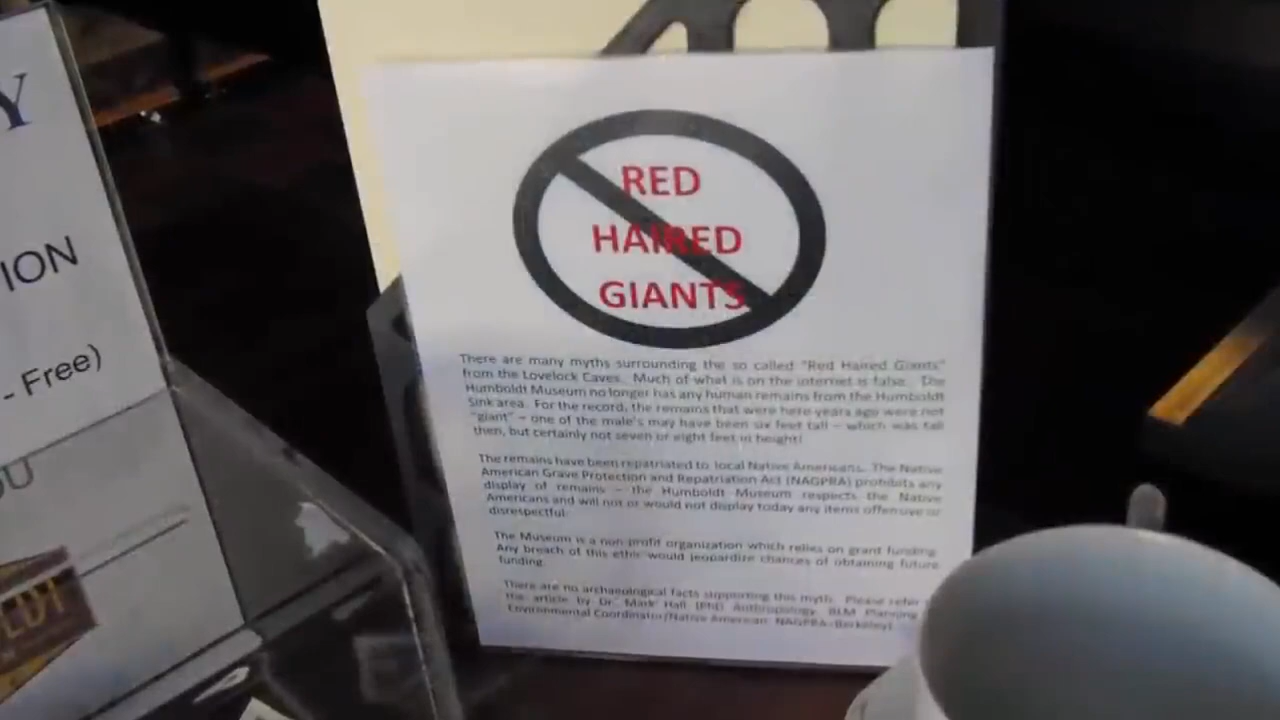 Y
ION
- Free)
OU
LDT
RED
HAIRED
GIANTS
There are many myths surrounding the so called "Red Haired Giants"
from the Lovelock Caves. Much of what is on the internet is false. The
Humboldt Museum no longer has any human remains from the Humboldt
Sink area. For the record, the remains that were here years ago were not
"giant" – one of the male's may have been six feet tall – which was tall
then, but certainly not seven or eight feet in height!
The remains have been repatriated to local Native Americans. The Native
American Grave Protection and Repatriation Act (NAGPRA) prohibits any
display of remains – the Humboldt Museum respects the Native
Americans and will not or would not display today any items offensive or
disrespectful.
The Museum is a non-profit organization which relies on grant funding.
Any breach of this ethic would jeopardize chances of obtaining future
funding.
There are no archaeological facts supporting this myth. Please refer
the article by Dr. Mark Hall (PhD Anthropology, BLM Planning
Environmental Coordinator/Native American NAGPRA-Berkeley).